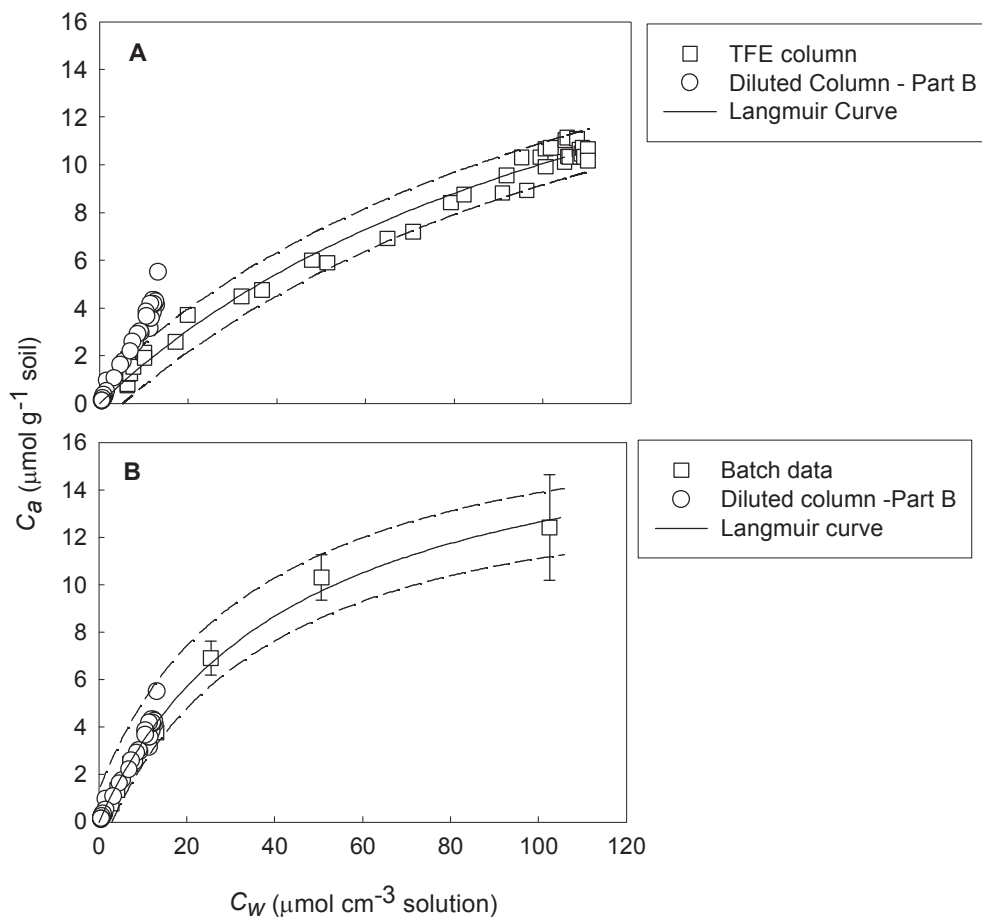 16
14
12
10
8
6
4
2
0
A
TFE column
Diluted Column - Part B
Langmuir Curve
Ca (μmol g-1 soil)
16
14
12
10
8
6
4
2
0
B
Batch data
Diluted column -Part B
Langmuir curve
0 20 40 60 80 100 120
Cw (μmol cm-3 solution)